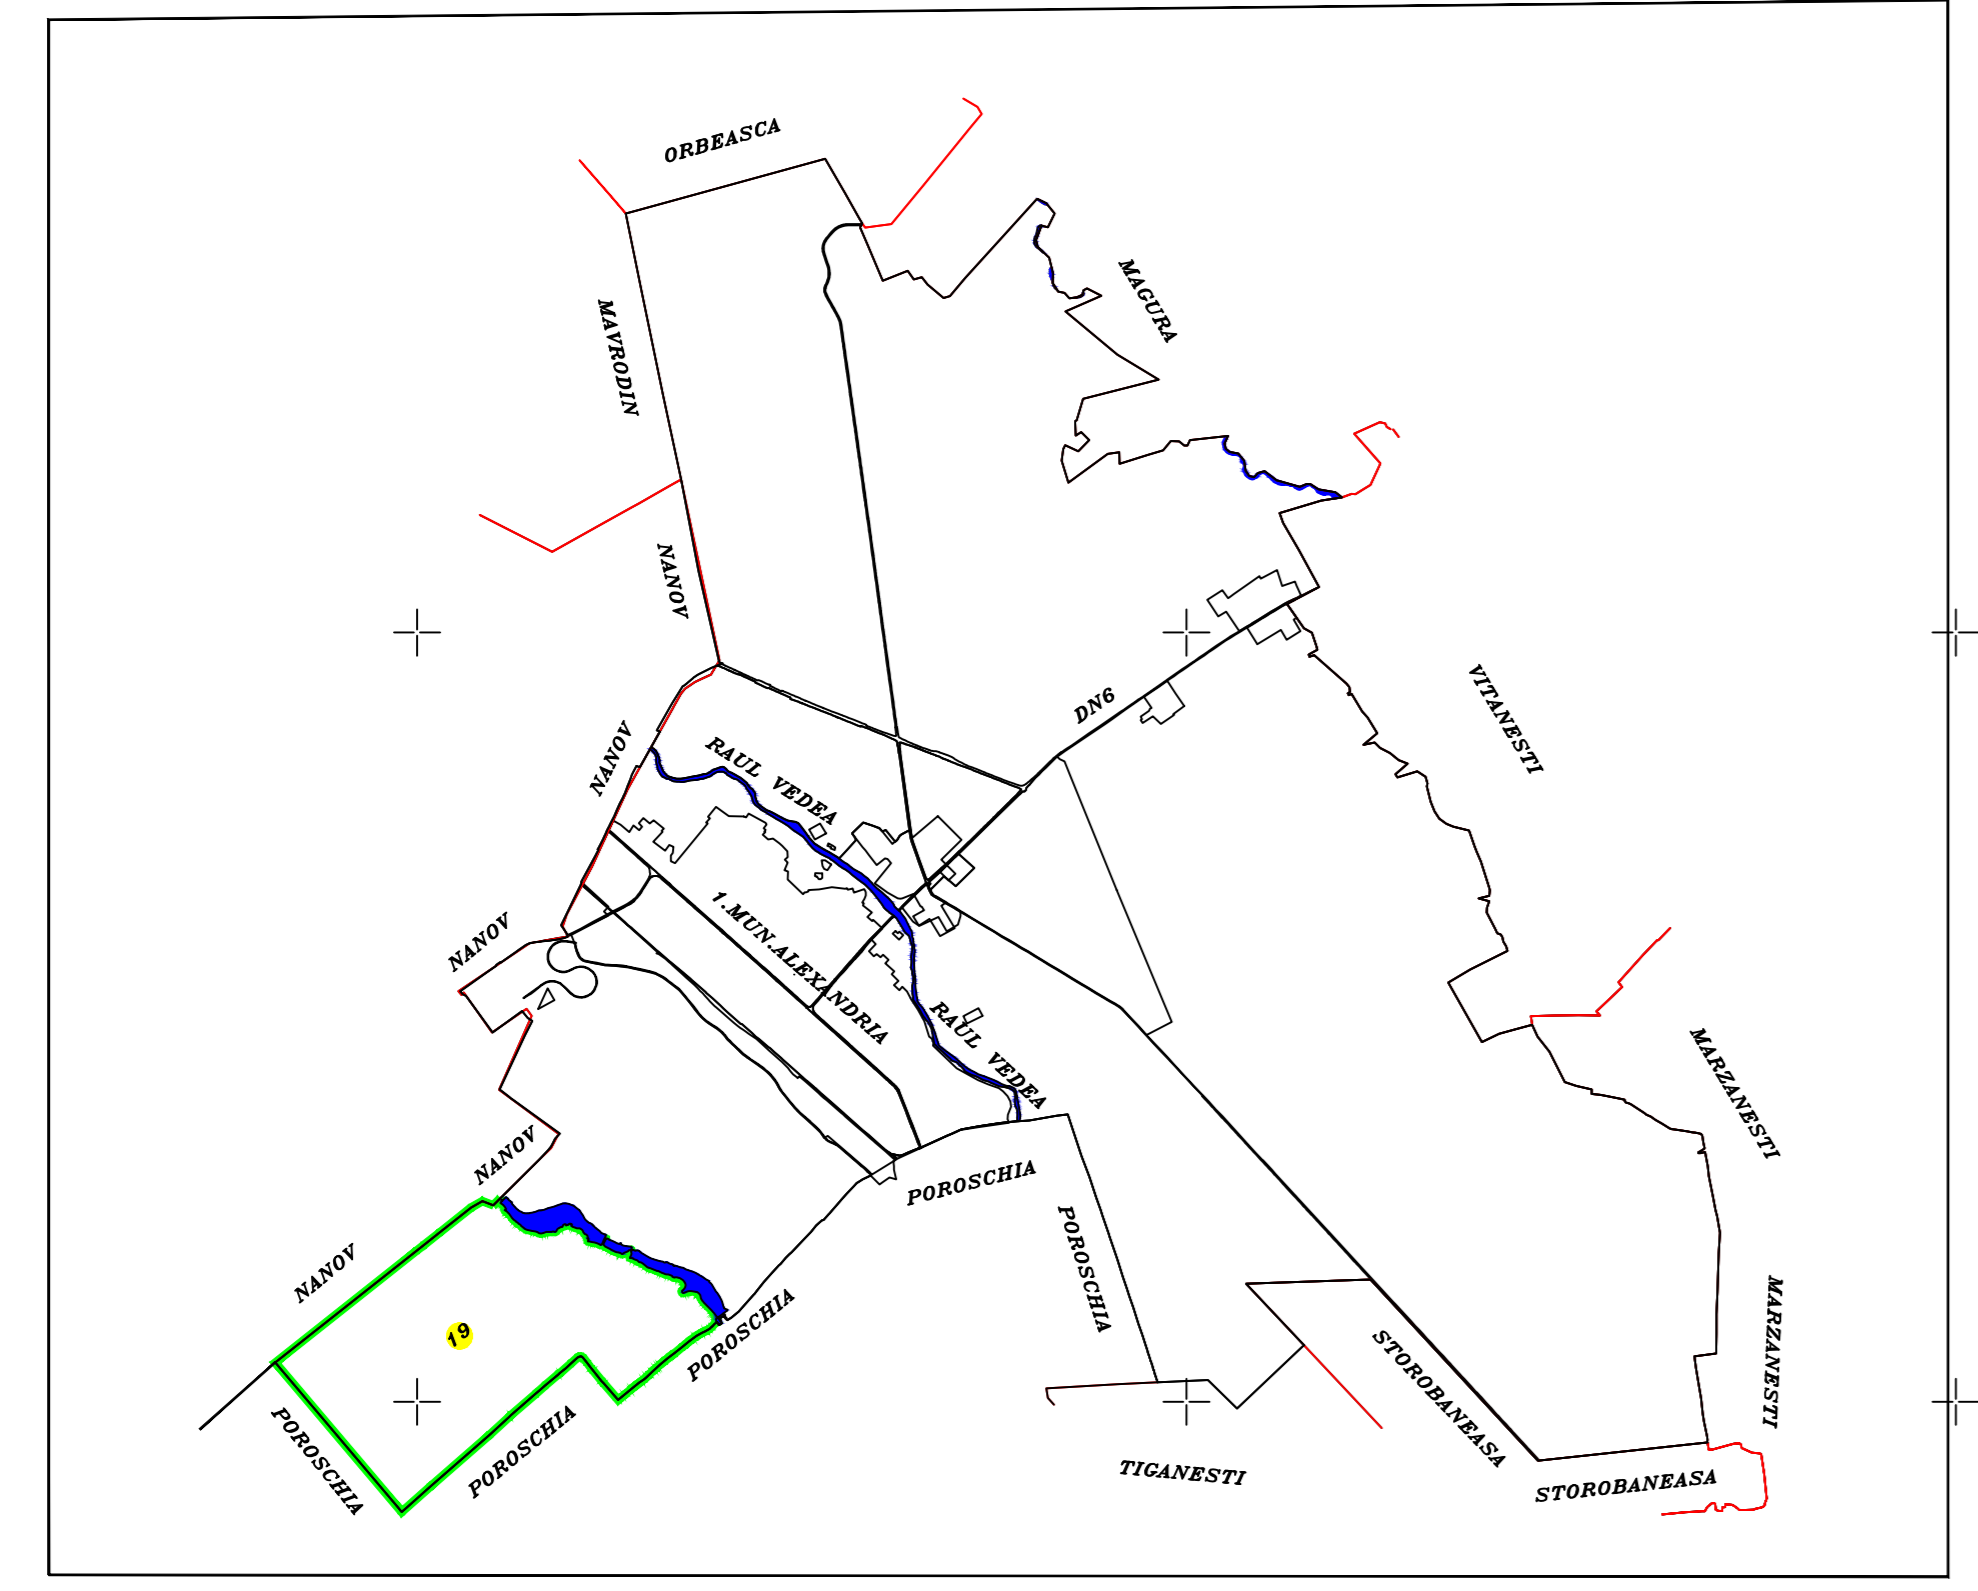 ORBEASCA
MAGURA
MAVRODIN
NANOV
VITANESTI
DN6
NANOV
RAUL VEDEA
1.MUN.ALEXANDRIA
NANOV
RAUL VEDEA
MARZANESTI
NANOV
POROSCHIA
POROSCHIA
NANOV
MARZANESTI
POROSCHIA
19
STOROBANEASA
POROSCHIA
POROSCHIA
TIGANESTI
STOROBANEASA